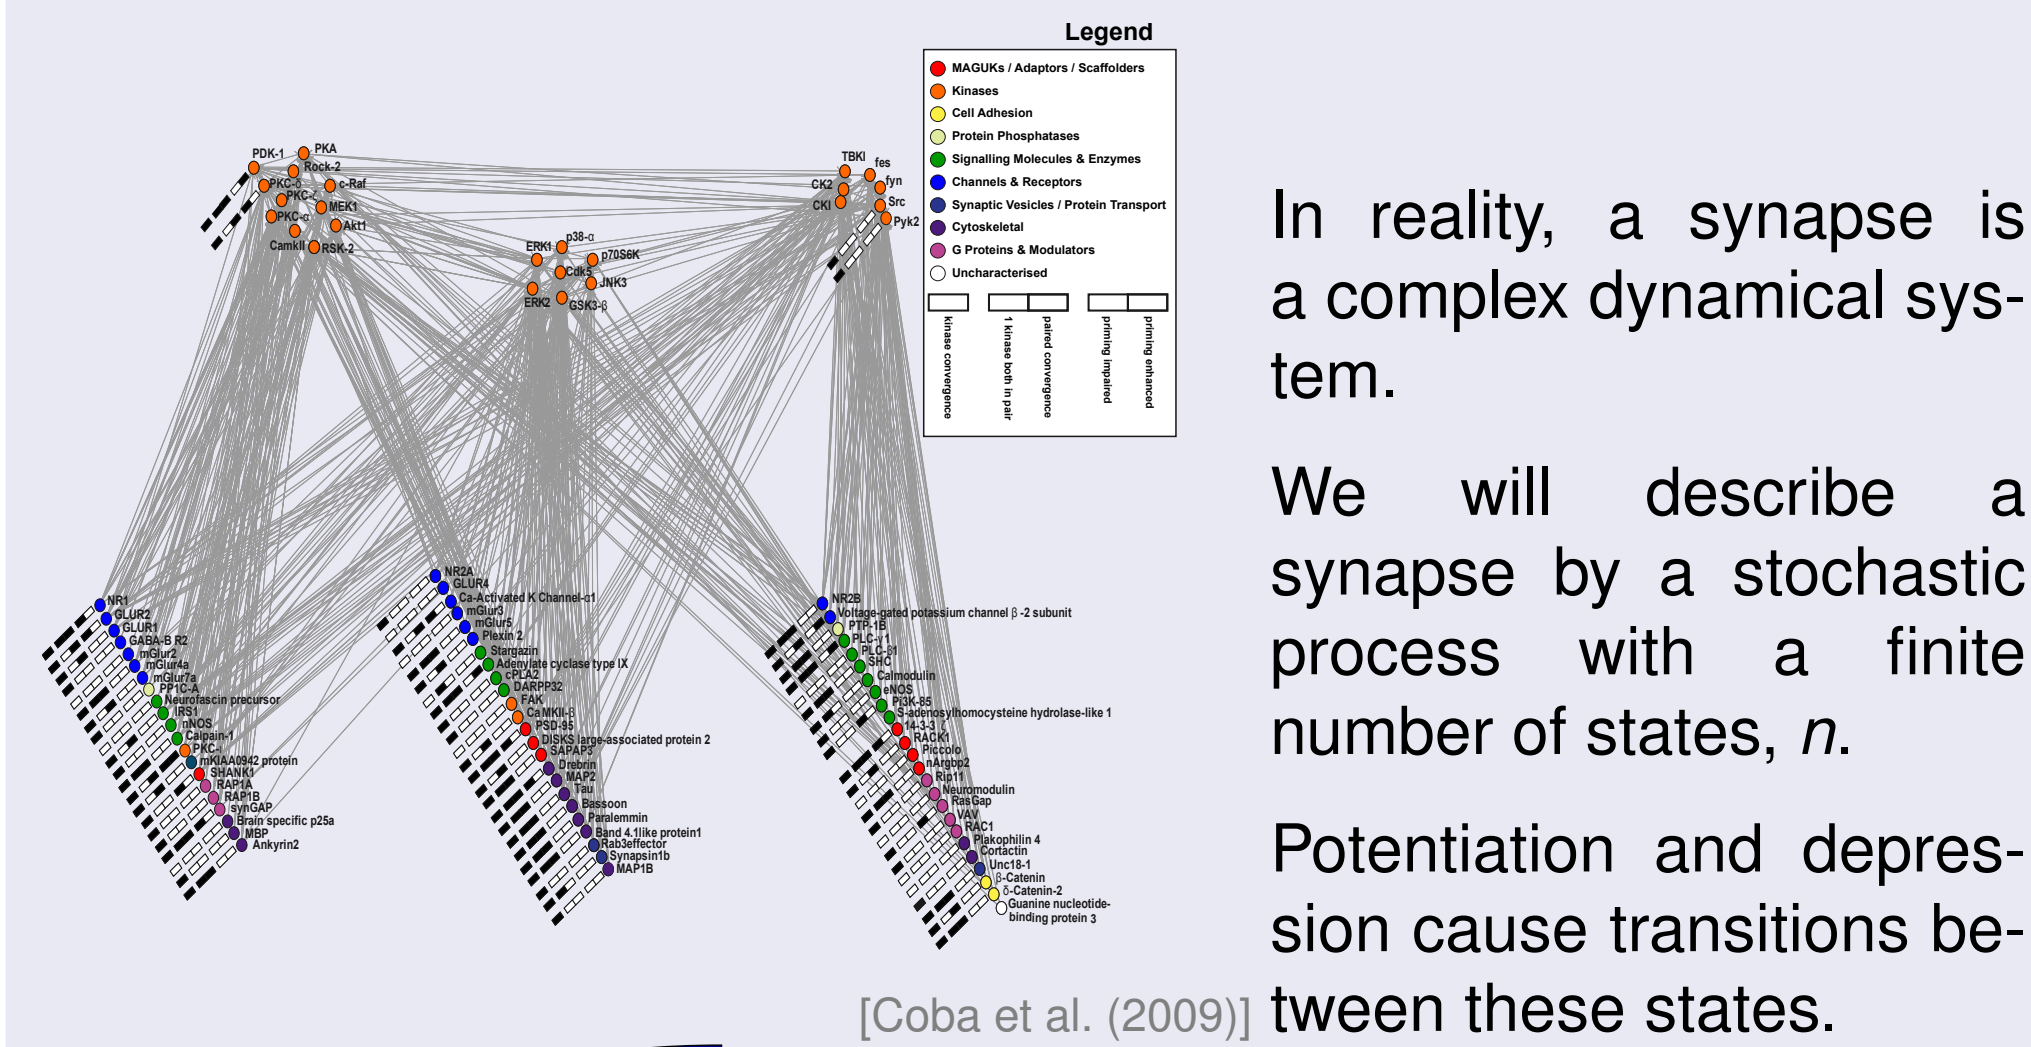 Legend
MAGUKs / Adaptors / Scaffolders
Kinases
Cell Adhesion
Protein Phosphatases
Signalling Molecules & Enzymes
Channels & Receptors
Synaptic Vesicles / Protein Transport
Cytoskeletal
G Proteins & Modulators
Uncharacterised
kinase convergence
1 kinase both in pair
paired convergence
priming impaired
priming enhanced
PDK-1
PKA
Rock-2
PKC-δ
c-Raf
PKC-ζ
MEK1
PKC-α
Akt1
CamkII
RSK-2
ERK1
p38-α
p70S6K
Cdk5
JNK3
ERK2
GSK3-β
TBKI
fes
CK2
fyn
CKI
Src
Pyk2
NR1
GLUR2
GLUR1
GABA-B R2
mGlur2
mGlur4a
mGlur7a
PP1C-A
Neurofascin precursor
IRS1
nNOS
Calpain-1
PKC-
mKIAA0942 protein
SHANK1
RAP1A
RAP1B
synGAP
Brain specific p25a
MBP
Ankyrin2
NR2A
GLUR4
Ca-Activated K Channel-α1
mGlur3
mGlur5
Plexin 2
Stargazin
Adenylate cyclase type IX
cPLA2
DARPP32
FAK
CaMKII-β
PSD-95
DISKS large-associated protein 2
SAPAP3
Drebrin
MAP2
Tau
Bassoon
Paralemmin
Band 4.1like protein1
Rab3effector
Synapsin1b
MAP1B
NR2B
Voltage-gated potassium channel β -2 subunit
PTP-1B
PLC-γ1
PLC-β1
SHC
Calmodulin
eNOS
Pi3K-85
S-adenosylhomocysteine hydrolase-like 1
14-3-3 ζ
RACK1
Piccolo
nArgbp2
Rip11
Neuromodulin
RasGap
VAV
RAC1
Plakophilin 4
Cortactin
Unc18-1
β-Catenin
δ-Catenin-2
Guanine nucleotide-
binding protein 3
[Coba et al. (2009)]
In reality, a synapse is
a complex dynamical sys-
tem.
We will describe a
synapse by a stochastic
process with a finite
number of states, n.
Potentiation and depres-
sion cause transitions be-
tween these states.